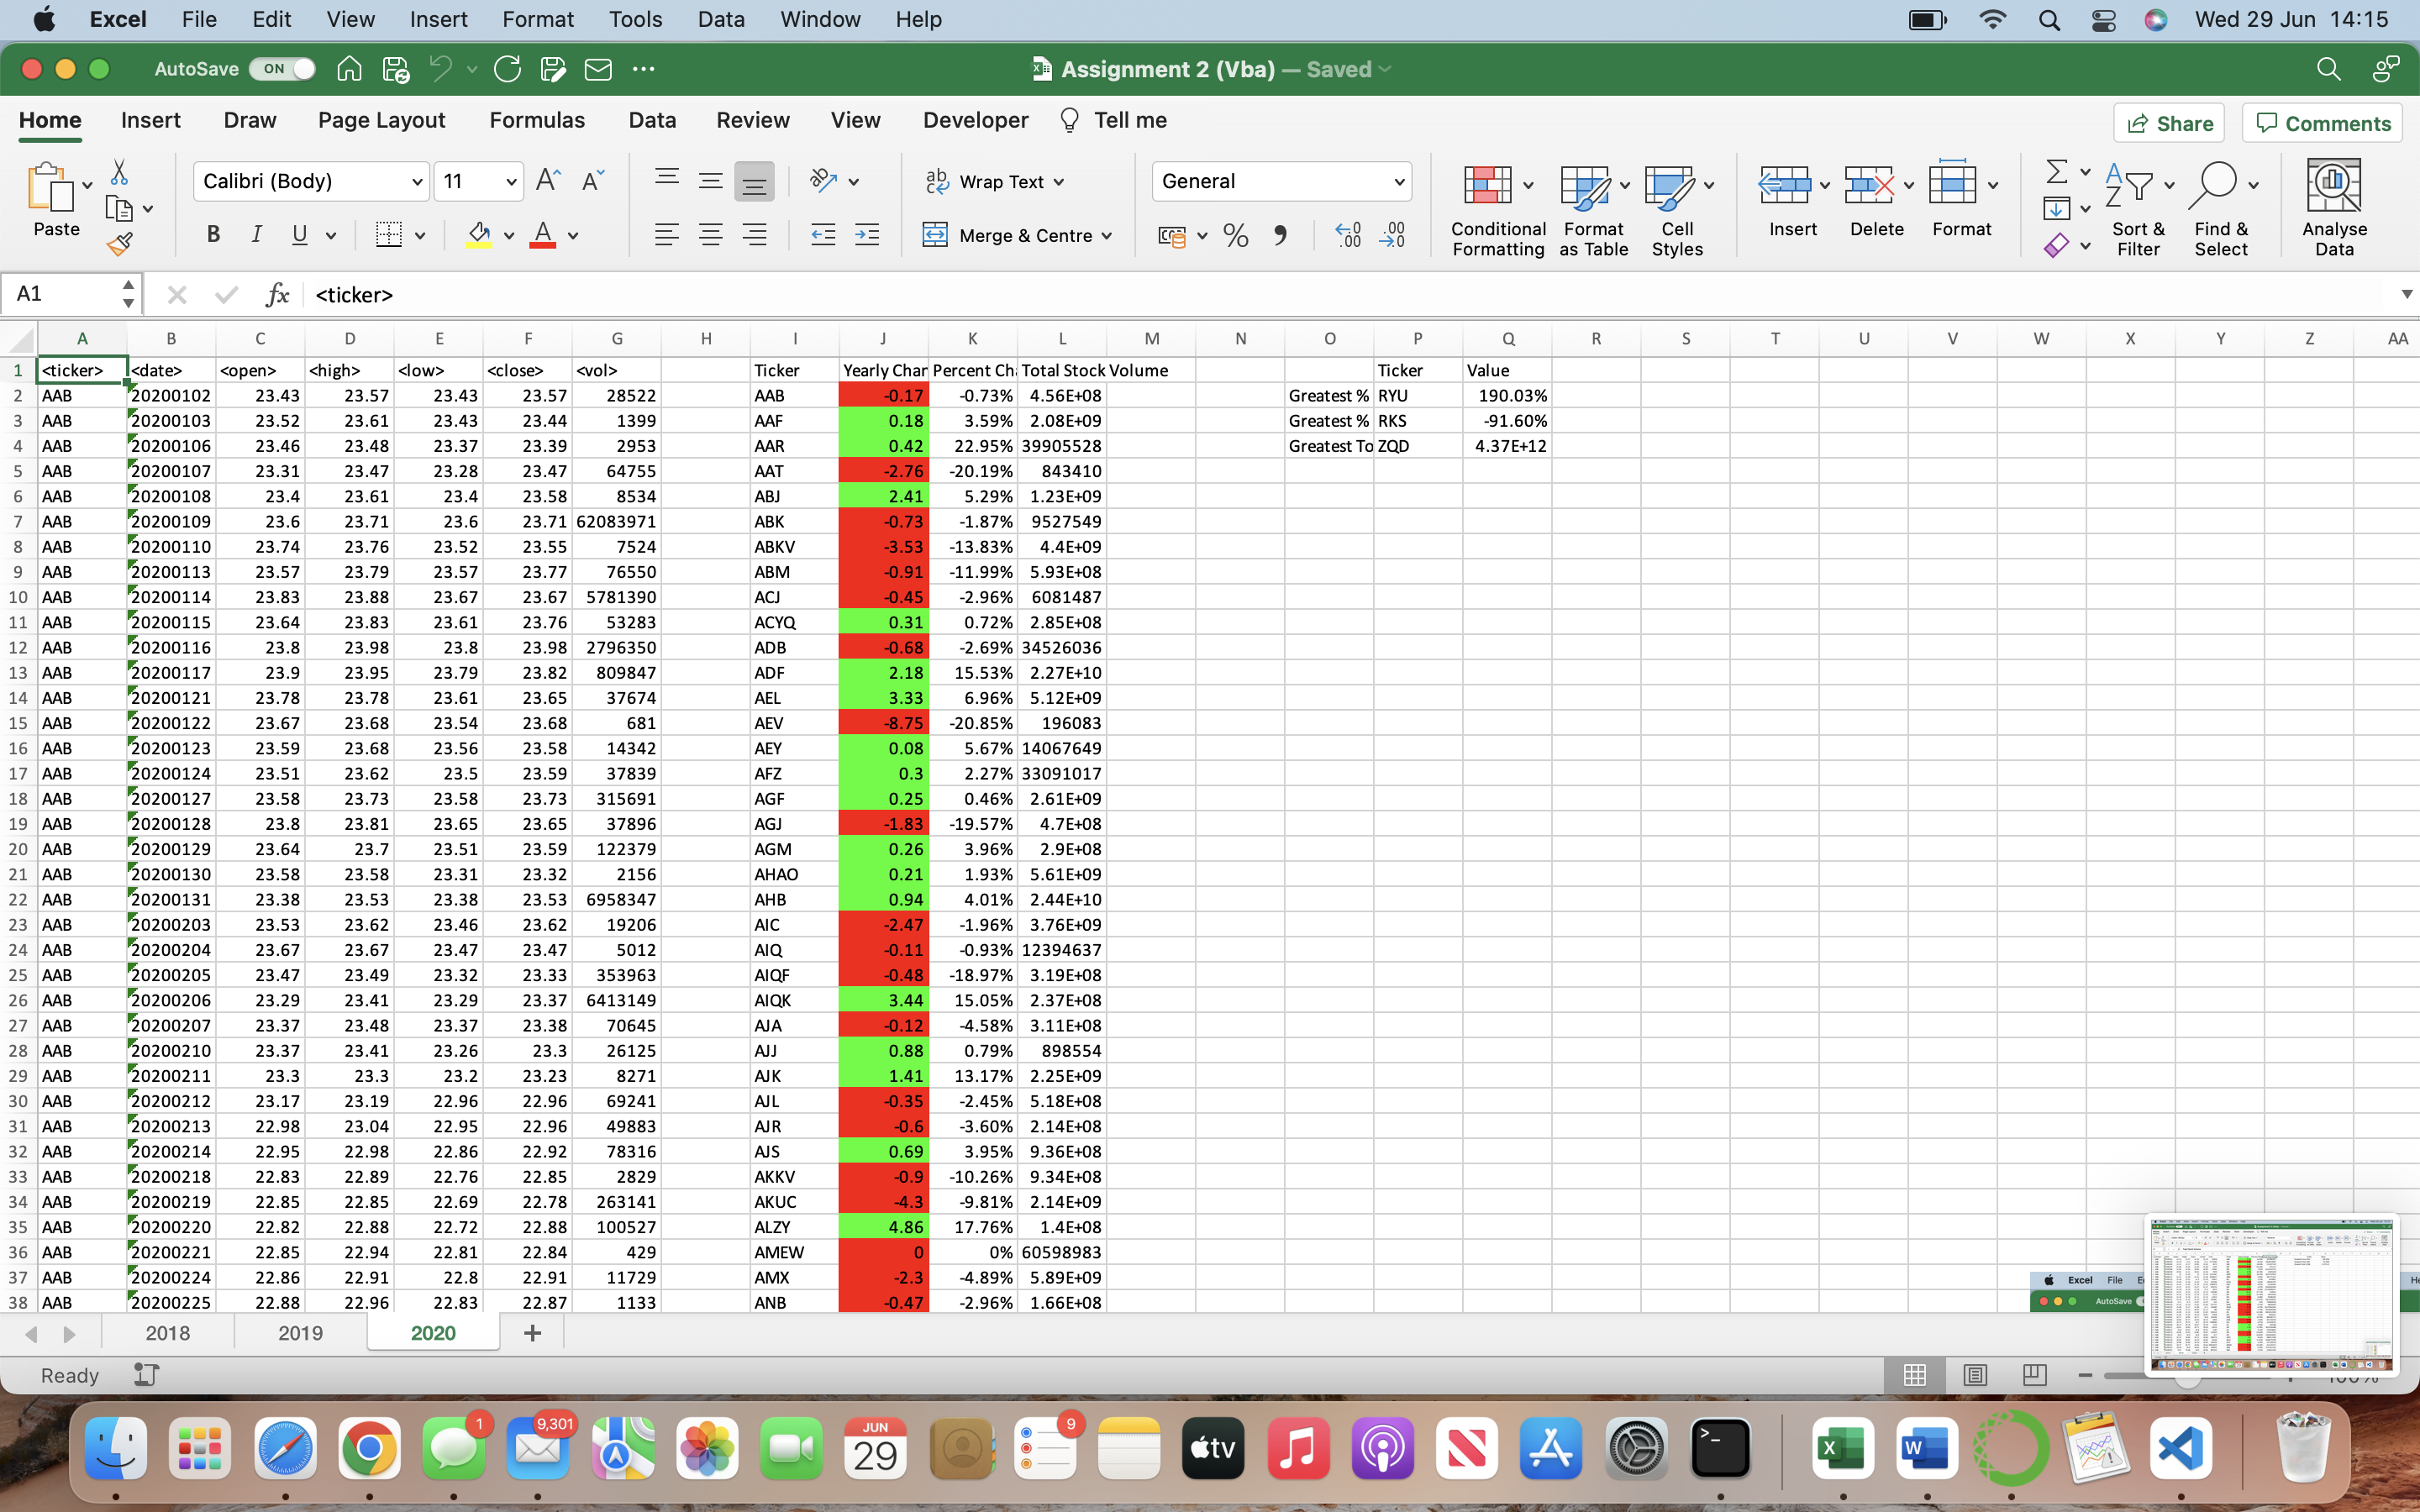 Excel File Edit View Insert Format Tools Data Window Help Wed 29 Jun 14:15
AutoSave ON Assignment 2 (Vba) — Saved
Home Insert Draw Page Layout Formulas Data Review View Developer Tell me Share Comments
Paste Calibri (Body) 11 Wrap Text General Conditional Formatting Format as Table Cell Styles Insert Delete Format Sort & Filter Find & Select Analyse Data
B I U Merge & Centre
A1 fx <ticker>
A B C D E F G H I J K L M N O P Q R S T U V W X Y Z AA
1 <ticker> <date> <open> <high> <low> <close> <vol> Ticker Yearly Char Percent Ch Total Stock Volume Ticker Value
2 AAB 20200102 23.43 23.57 23.43 23.57 28522 AAB -0.17 -0.73% 4.56E+08 Greatest % RYU 190.03%
3 AAB 20200103 23.52 23.61 23.43 23.44 1399 AAF 0.18 3.59% 2.08E+09 Greatest % RKS -91.60%
4 AAB 20200106 23.46 23.48 23.37 23.39 2953 AAR 0.42 22.95% 39905528 Greatest To ZQD 4.37E+12
5 AAB 20200107 23.31 23.47 23.28 23.47 64755 AAT -2.76 -20.19% 843410
6 AAB 20200108 23.4 23.61 23.4 23.58 8534 ABJ 2.41 5.29% 1.23E+09
7 AAB 20200109 23.6 23.71 23.6 23.71 62083971 ABK -0.73 -1.87% 9527549
8 AAB 20200110 23.74 23.76 23.52 23.55 7524 ABKV -3.53 -13.83% 4.4E+09
9 AAB 20200113 23.57 23.79 23.57 23.77 76550 ABM -0.91 -11.99% 5.93E+08
10 AAB 20200114 23.83 23.88 23.67 23.67 5781390 ACJ -0.45 -2.96% 6081487
11 AAB 20200115 23.64 23.83 23.61 23.76 53283 ACYQ 0.31 0.72% 2.85E+08
12 AAB 20200116 23.8 23.98 23.8 23.98 2796350 ADB -0.68 -2.69% 34526036
13 AAB 20200117 23.9 23.95 23.79 23.82 809847 ADF 2.18 15.53% 2.27E+10
14 AAB 20200121 23.78 23.78 23.61 23.65 37674 AEL 3.33 6.96% 5.12E+09
15 AAB 20200122 23.67 23.68 23.54 23.68 681 AEV -8.75 -20.85% 196083
16 AAB 20200123 23.59 23.68 23.56 23.58 14342 AEY 0.08 5.67% 14067649
17 AAB 20200124 23.51 23.62 23.5 23.59 37839 AFZ 0.3 2.27% 33091017
18 AAB 20200127 23.58 23.73 23.58 23.73 315691 AGF 0.25 0.46% 2.61E+09
19 AAB 20200128 23.8 23.81 23.65 23.65 37896 AGJ -1.83 -19.57% 4.7E+08
20 AAB 20200129 23.64 23.7 23.51 23.59 122379 AGM 0.26 3.96% 2.9E+08
21 AAB 20200130 23.58 23.58 23.31 23.32 2156 AHAO 0.21 1.93% 5.61E+09
22 AAB 20200131 23.38 23.53 23.38 23.53 6958347 AHB 0.94 4.01% 2.44E+10
23 AAB 20200203 23.53 23.62 23.46 23.62 19206 AIC -2.47 -1.96% 3.76E+09
24 AAB 20200204 23.67 23.67 23.47 23.47 5012 AIQ -0.11 -0.93% 12394637
25 AAB 20200205 23.47 23.49 23.32 23.33 353963 AIQF -0.48 -18.97% 3.19E+08
26 AAB 20200206 23.29 23.41 23.29 23.37 6413149 AIQK 3.44 15.05% 2.37E+08
27 AAB 20200207 23.37 23.48 23.37 23.38 70645 AJA -0.12 -4.58% 3.11E+08
28 AAB 20200210 23.37 23.41 23.26 23.3 26125 AJJ 0.88 0.79% 898554
29 AAB 20200211 23.3 23.3 23.2 23.23 8271 AJK 1.41 13.17% 2.25E+09
30 AAB 20200212 23.17 23.19 22.96 22.96 69241 AJL -0.35 -2.45% 5.18E+08
31 AAB 20200213 22.98 23.04 22.95 22.96 49883 AJR -0.6 -3.60% 2.14E+08
32 AAB 20200214 22.95 22.98 22.86 22.92 78316 AJS 0.69 3.95% 9.36E+08
33 AAB 20200218 22.83 22.89 22.76 22.85 2829 AKKV -0.9 -10.26% 9.34E+08
34 AAB 20200219 22.85 22.85 22.69 22.78 263141 AKUC -4.3 -9.81% 2.14E+09
35 AAB 20200220 22.82 22.88 22.72 22.88 100527 ALZY 4.86 17.76% 1.4E+08
36 AAB 20200221 22.85 22.94 22.81 22.84 429 AMEW 0 0% 60598983
37 AAB 20200224 22.86 22.91 22.8 22.91 11729 AMX -2.3 -4.89% 5.89E+09
38 AAB 20200225 22.88 22.96 22.83 22.87 1133 ANB -0.47 -2.96% 1.66E+08
Excel File
AutoSave
2018 2019 2020 +
Ready
1 9,301 JUN 29 9 tv